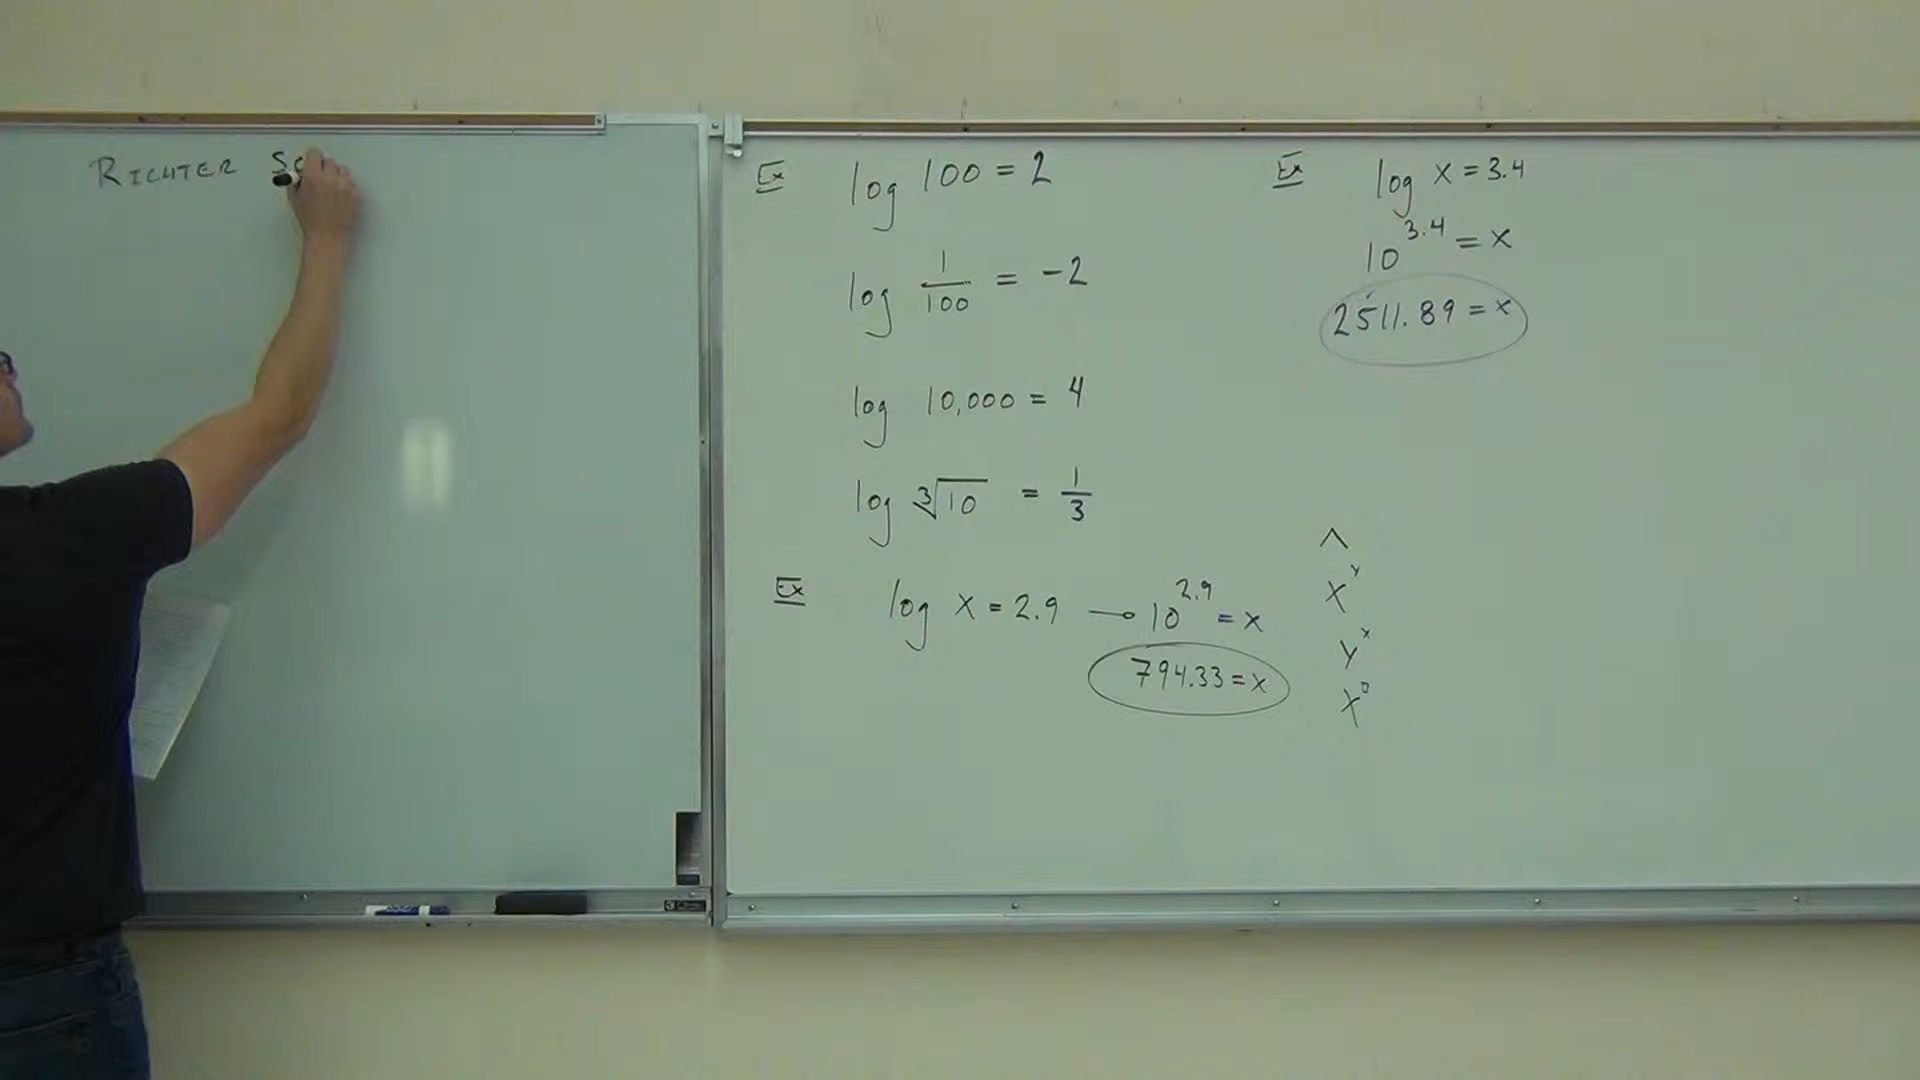 RICHTER SC
Ex log 100 = 2
log 1/100 = -2
log 10,000 = 4
log ∛10 = 1/3
Ex log x = 2.9 → 10^2.9 = x
794.33 = x
Ex log x = 3.4
10^3.4 = x
2511.89 = x
^
x^y
y^x
x^□